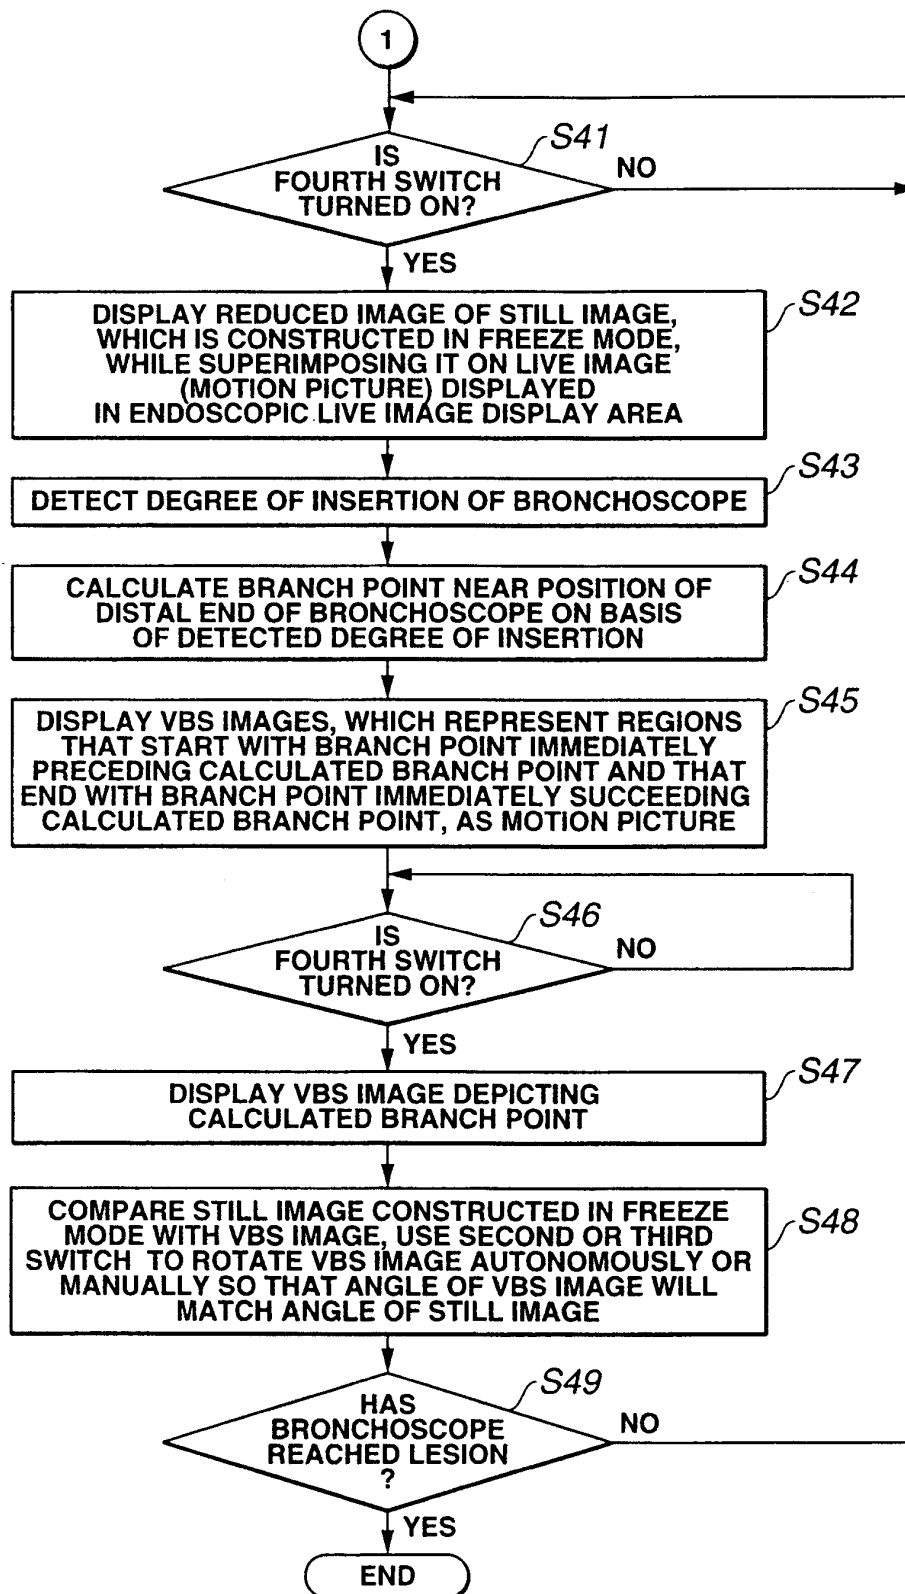 1
S41
IS
FOURTH SWITCH
TURNED ON?
NO
YES
S42
DISPLAY REDUCED IMAGE OF STILL IMAGE,
WHICH IS CONSTRUCTED IN FREEZE MODE,
WHILE SUPERIMPOSING IT ON LIVE IMAGE
(MOTION PICTURE) DISPLAYED
IN ENDOSCOPIC LIVE IMAGE DISPLAY AREA
S43
DETECT DEGREE OF INSERTION OF BRONCHOSCOPE
S44
CALCULATE BRANCH POINT NEAR POSITION OF
DISTAL END OF BRONCHOSCOPE ON BASIS
OF DETECTED DEGREE OF INSERTION
S45
DISPLAY VBS IMAGES, WHICH REPRESENT REGIONS
THAT START WITH BRANCH POINT IMMEDIATELY
PRECEDING CALCULATED BRANCH POINT AND THAT
END WITH BRANCH POINT IMMEDIATELY SUCCEEDING
CALCULATED BRANCH POINT, AS MOTION PICTURE
S46
IS
FOURTH SWITCH
TURNED ON?
NO
YES
S47
DISPLAY VBS IMAGE DEPICTING
CALCULATED BRANCH POINT
S48
COMPARE STILL IMAGE CONSTRUCTED IN FREEZE
MODE WITH VBS IMAGE, USE SECOND OR THIRD
SWITCH TO ROTATE VBS IMAGE AUTONOMOUSLY OR
MANUALLY SO THAT ANGLE OF VBS IMAGE WILL
MATCH ANGLE OF STILL IMAGE
S49
HAS
BRONCHOSCOPE
REACHED LESION
?
NO
YES
END